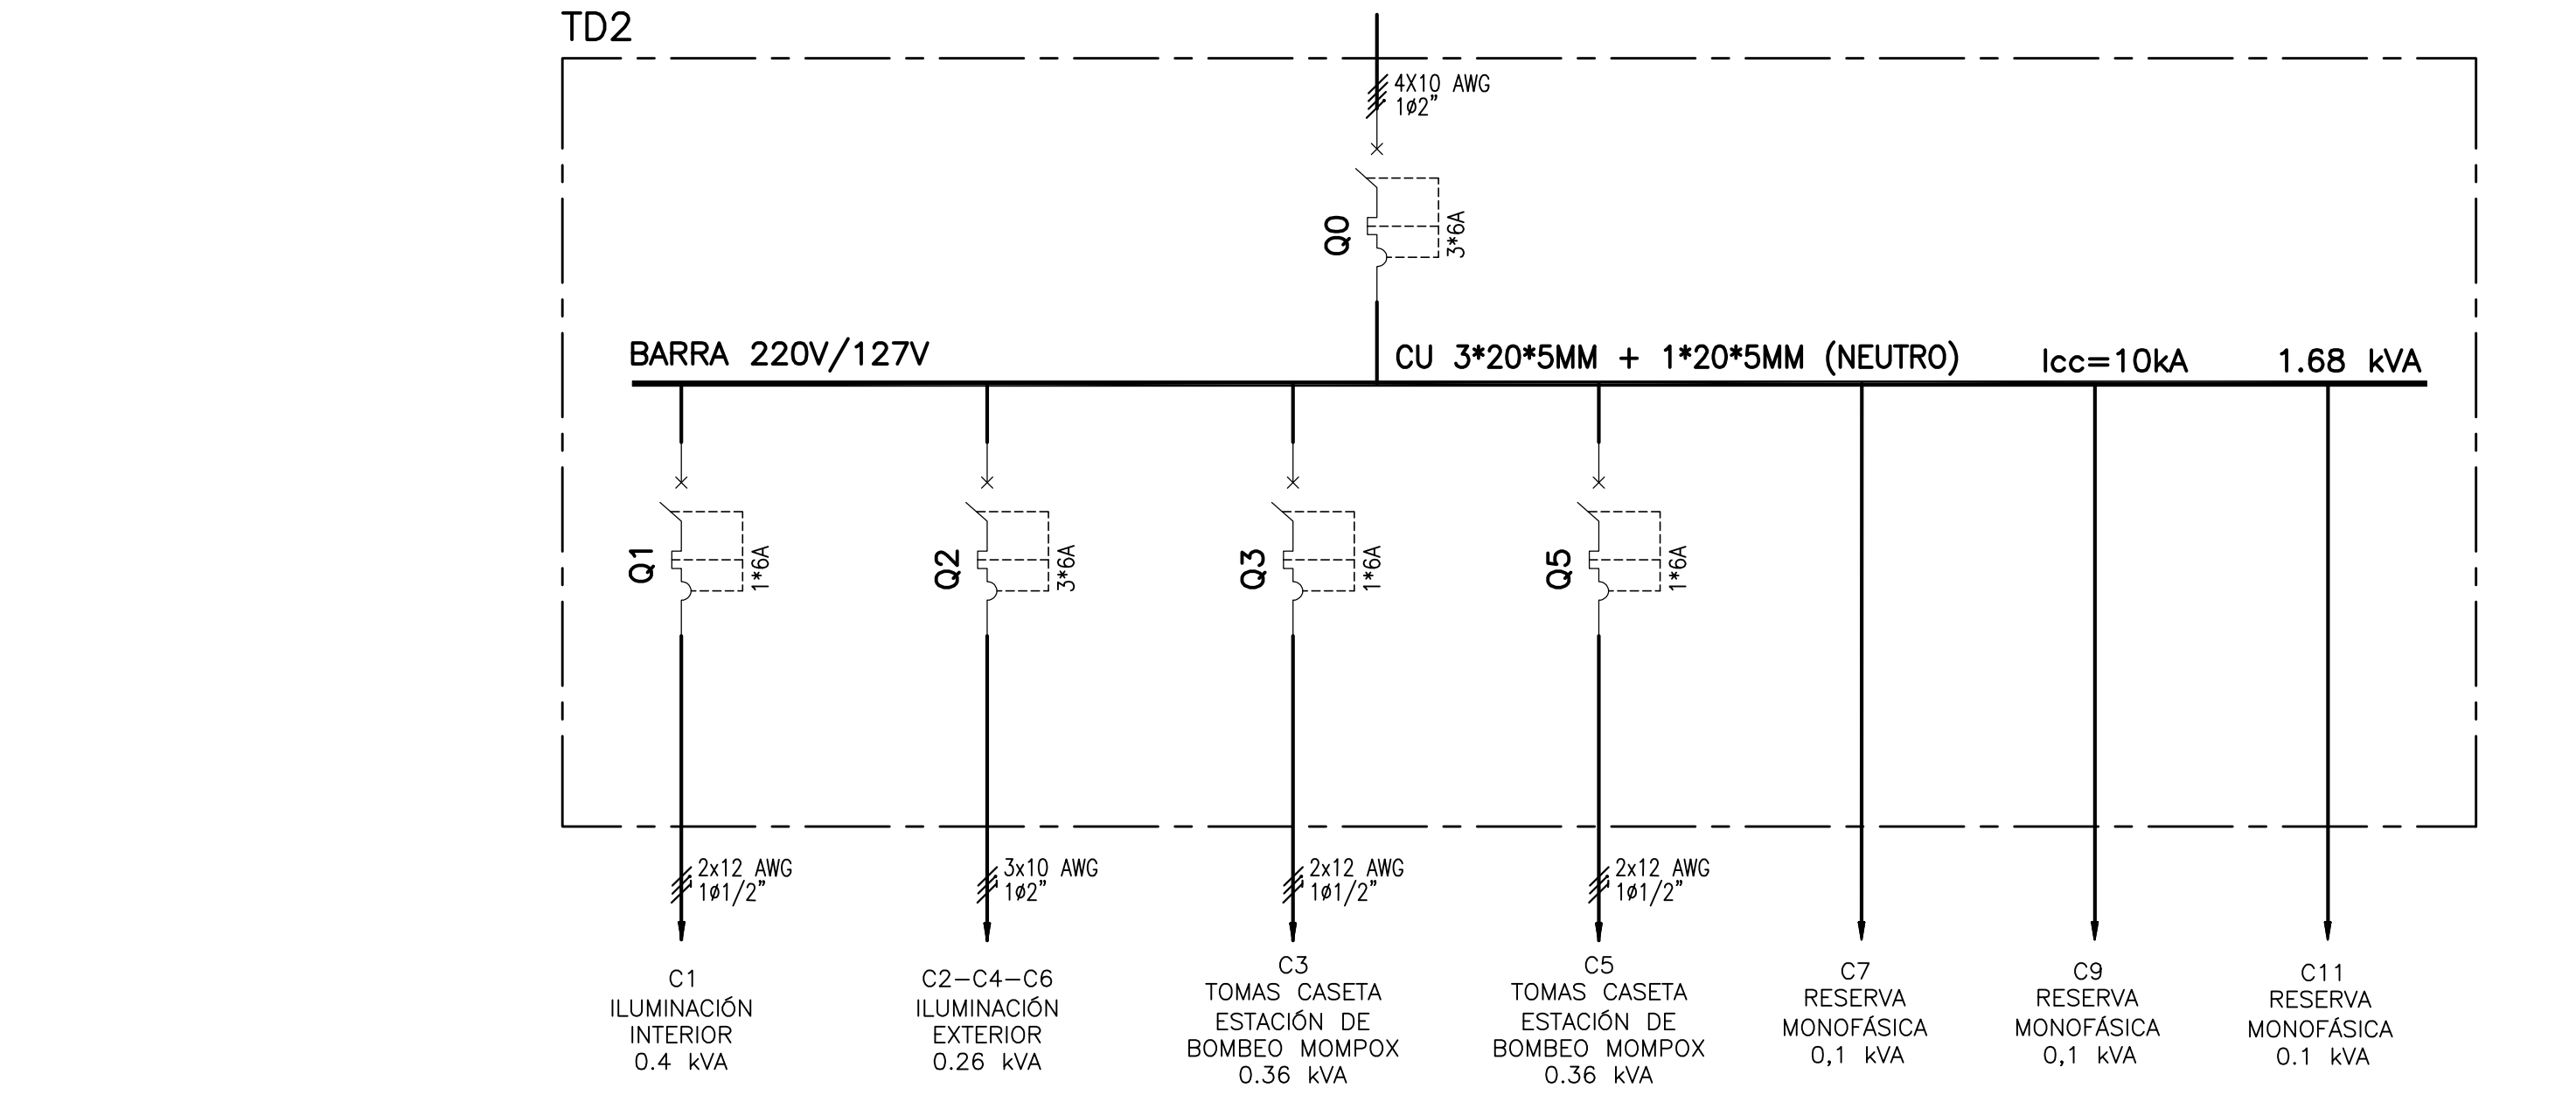 TD2
4X10 AWG
1ø2"
Q0
3*6A
BARRA 220V/127V
CU 3*20*5MM + 1*20*5MM (NEUTRO)
Icc=10kA
1.68 kVA
Q1
1*6A
Q2
3*6A
Q3
1*6A
Q5
1*6A
2x12 AWG
1ø1/2"
3x10 AWG
1ø2"
2x12 AWG
1ø1/2"
2x12 AWG
1ø1/2"
C1
ILUMINACIÓN
INTERIOR
0.4 kVA
C2-C4-C6
ILUMINACIÓN
EXTERIOR
0.26 kVA
C3
TOMAS CASETA
ESTACIÓN DE
BOMBEO MOMPOX
0.36 kVA
C5
TOMAS CASETA
ESTACIÓN DE
BOMBEO MOMPOX
0.36 kVA
C7
RESERVA
MONOFÁSICA
0,1 kVA
C9
RESERVA
MONOFÁSICA
0,1 kVA
C11
RESERVA
MONOFÁSICA
0.1 kVA